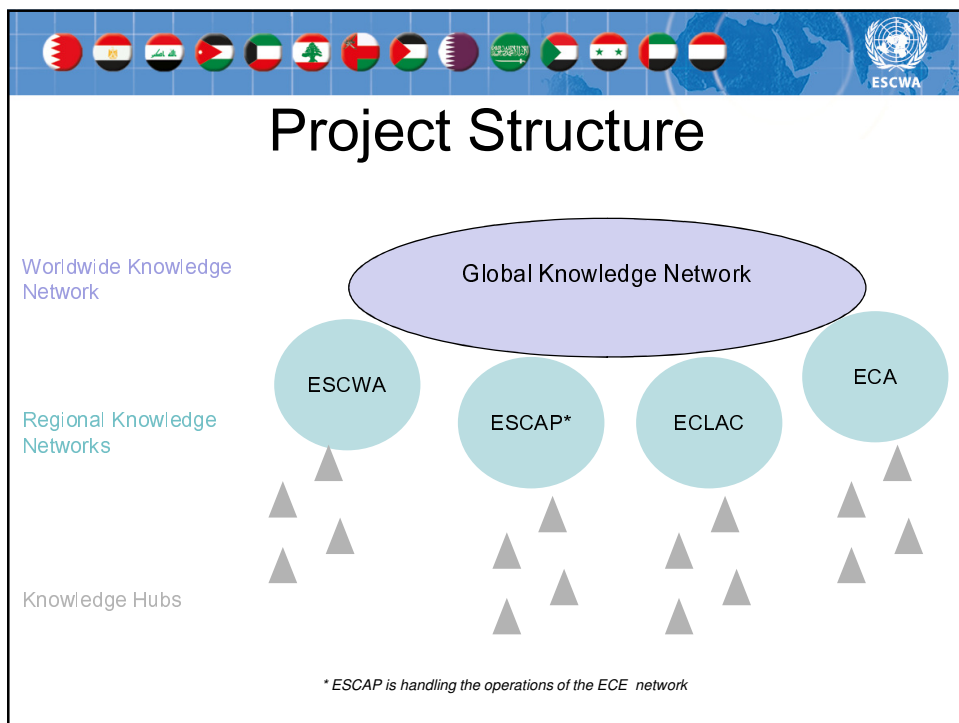 ESCWA
Project Structure
Worldwide Knowledge
Network
Global Knowledge Network
ESCWA
ESCAP*
ECLAC
ECA
Regional Knowledge
Networks
Knowledge Hubs
* ESCAP is handling the operations of the ECE network